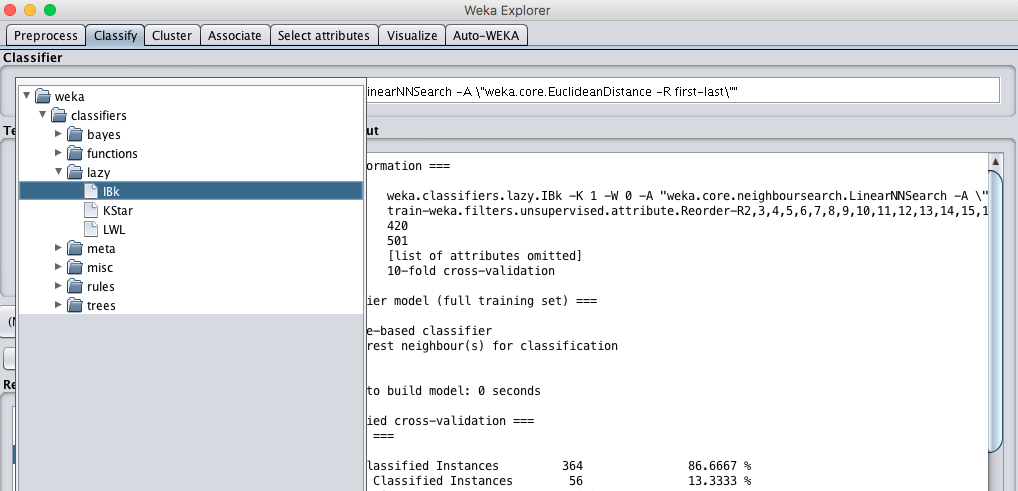 Weka Explorer
Preprocess Classify Cluster Associate Select attributes Visualize Auto-WEKA
Classifier
inearNNSearch -A \"weka.core.EuclideanDistance -R first-last\""
weka
classifiers
bayes
functions
lazy
IBk
KStar
LWL
meta
misc
rules
trees
Te
(
Re
ut
ormation ===
weka.classifiers.lazy.IBk -K 1 -W 0 -A "weka.core.neighboursearch.LinearNNSearch -A \"
train-weka.filters.unsupervised.attribute.Reorder-R2,3,4,5,6,7,8,9,10,11,12,13,14,15,1
420
501
[list of attributes omitted]
10-fold cross-validation
ier model (full training set) ===
e-based classifier
rest neighbour(s) for classification
to build model: 0 seconds
ied cross-validation ===
===
lassified Instances 364 86.6667 %
Classified Instances 56 13.3333 %